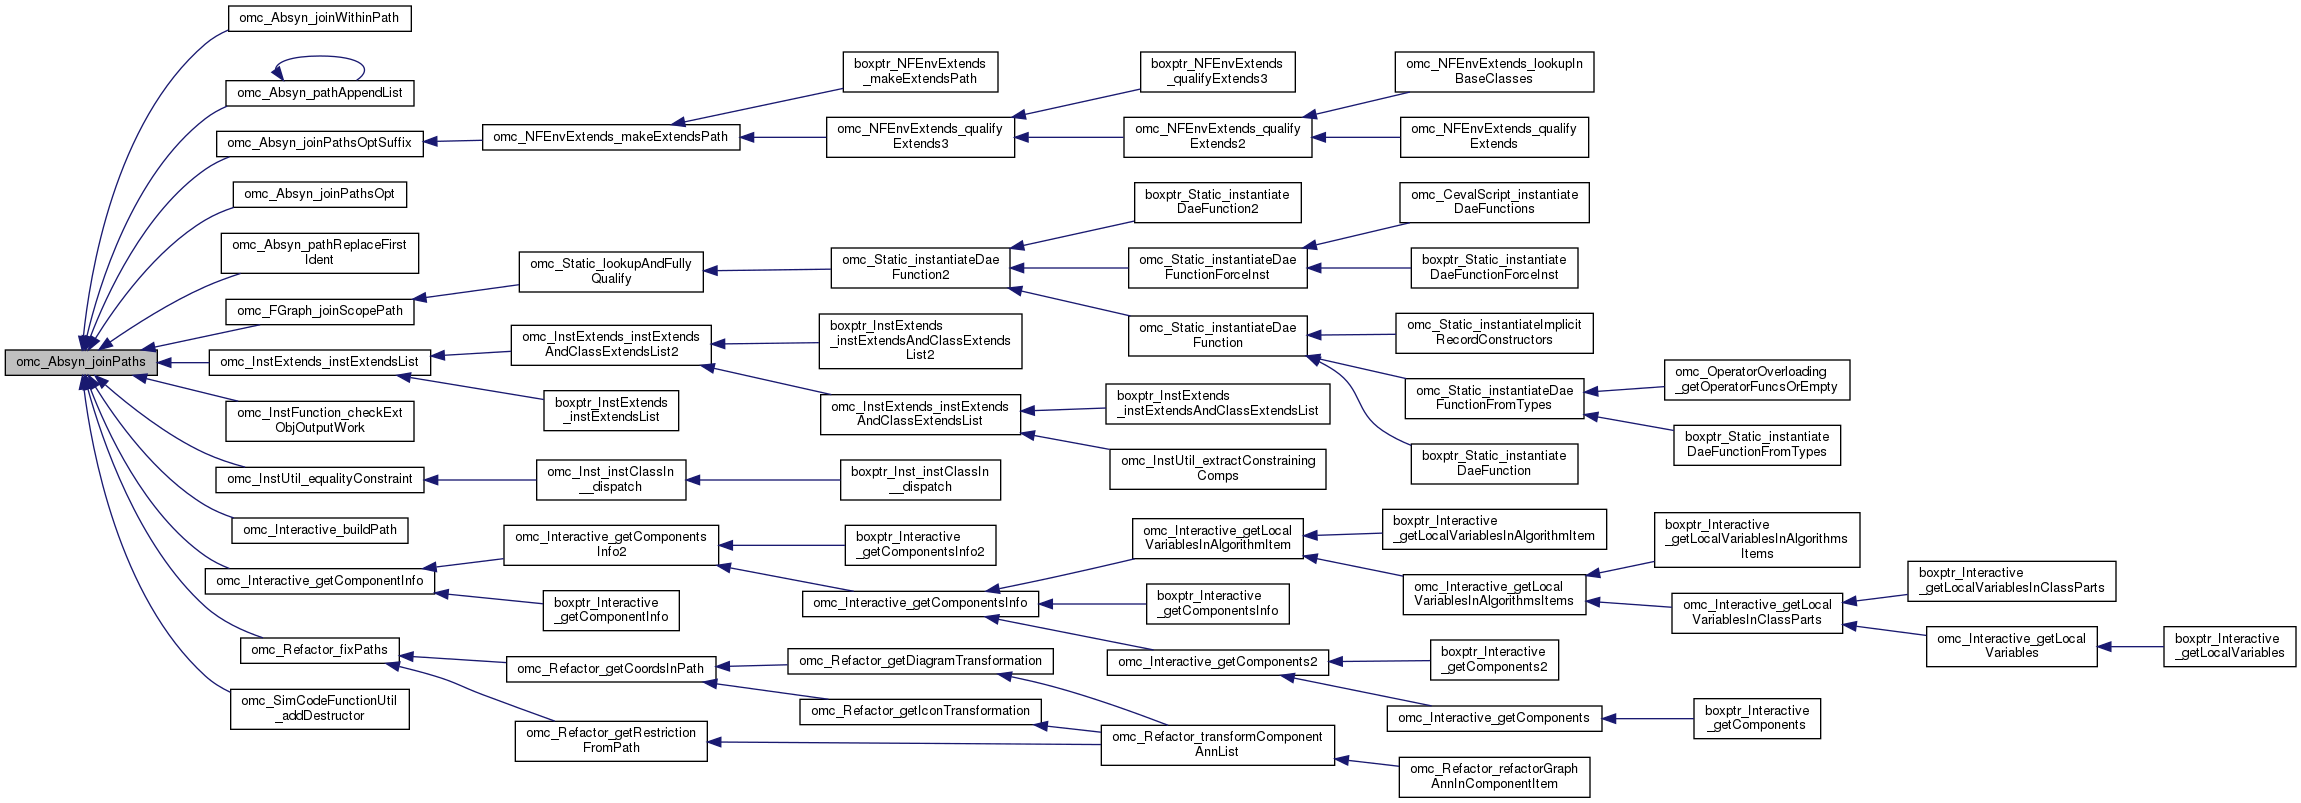 omc_Absyn_joinPaths
omc_Absyn_joinWithinPath
omc_Absyn_pathAppendList
omc_Absyn_joinPathsOptSuffix
omc_Absyn_joinPathsOpt
omc_Absyn_pathReplaceFirst
Ident
omc_FGraph_joinScopePath
omc_InstExtends_instExtendsList
omc_InstFunction_checkExt
ObjOutputWork
omc_InstUtil_equalityConstraint
omc_Interactive_buildPath
omc_Interactive_getComponentInfo
omc_Refactor_fixPaths
omc_SimCodeFunctionUtil
_addDestructor
omc_NFEnvExtends_makeExtendsPath
omc_Static_lookupAndFully
Qualify
omc_InstExtends_instExtends
AndClassExtendsList2
boxptr_InstExtends
_instExtendsList
omc_Inst_instClassIn
__dispatch
omc_Interactive_getComponents
Info2
boxptr_Interactive
_getComponentInfo
omc_Refactor_getCoordsInPath
omc_Refactor_getRestriction
FromPath
boxptr_NFEnvExtends
_makeExtendsPath
omc_NFEnvExtends_qualify
Extends3
omc_Static_instantiateDae
Function2
boxptr_InstExtends
_instExtendsAndClassExtends
List2
omc_InstExtends_instExtends
AndClassExtendsList
boxptr_Inst_instClassIn
__dispatch
boxptr_Interactive
_getComponentsInfo2
omc_Interactive_getComponentsInfo
omc_Refactor_getDiagramTransformation
omc_Refactor_getIconTransformation
boxptr_NFEnvExtends
_qualifyExtends3
omc_NFEnvExtends_qualify
Extends2
boxptr_Static_instantiate
DaeFunction2
omc_Static_instantiateDae
FunctionForceInst
omc_Static_instantiateDae
Function
boxptr_InstExtends
_instExtendsAndClassExtendsList
omc_InstUtil_extractConstraining
Comps
omc_Interactive_getLocal
VariablesInAlgorithmItem
boxptr_Interactive
_getComponentsInfo
omc_Interactive_getComponents2
omc_Refactor_transformComponent
AnnList
omc_NFEnvExtends_lookupIn
BaseClasses
omc_NFEnvExtends_qualify
Extends
omc_CevalScript_instantiate
DaeFunctions
boxptr_Static_instantiate
DaeFunctionForceInst
omc_Static_instantiateImplicit
RecordConstructors
omc_Static_instantiateDae
FunctionFromTypes
boxptr_Static_instantiate
DaeFunction
boxptr_Interactive
_getLocalVariablesInAlgorithmItem
omc_Interactive_getLocal
VariablesInAlgorithmsItems
boxptr_Interactive
_getComponents2
omc_Interactive_getComponents
omc_Refactor_refactorGraph
AnnInComponentItem
omc_OperatorOverloading
_getOperatorFuncsOrEmpty
boxptr_Static_instantiate
DaeFunctionFromTypes
boxptr_Interactive
_getLocalVariablesInAlgorithms
Items
omc_Interactive_getLocal
VariablesInClassParts
boxptr_Interactive
_getComponents
boxptr_Interactive
_getLocalVariablesInClassParts
omc_Interactive_getLocal
Variables
boxptr_Interactive
_getLocalVariables